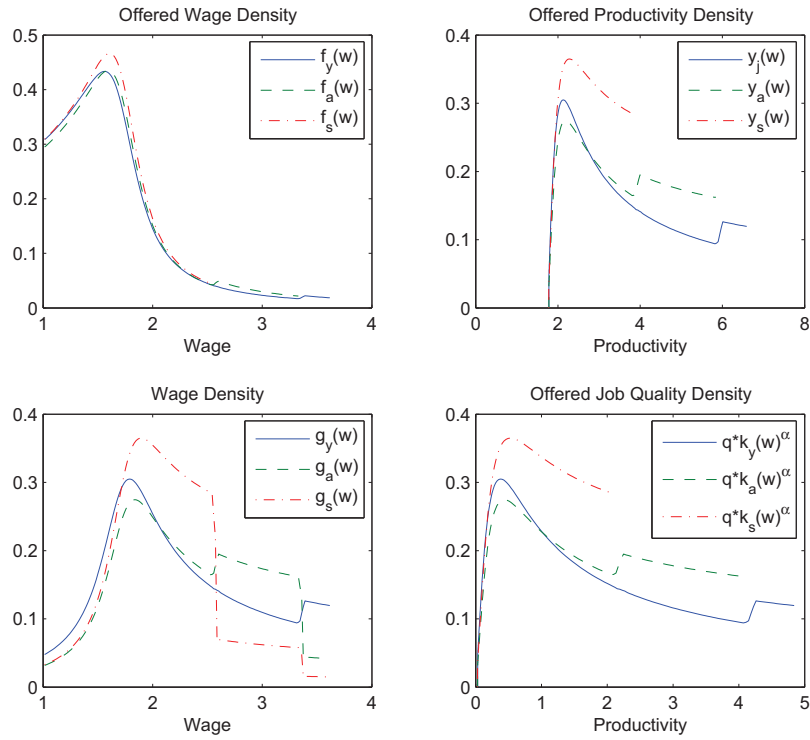 Offered Wage Density
0.5
0.4
0.3
0.2
0.1
0
1
2
3
4
Wage
f_y(w)
f_a(w)
f_s(w)
Offered Productivity Density
0.4
0.3
0.2
0.1
0
0
2
4
6
8
Productivity
y_j(w)
y_a(w)
y_s(w)
Wage Density
0.4
0.3
0.2
0.1
0
1
2
3
4
Wage
g_y(w)
g_a(w)
g_s(w)
Offered Job Quality Density
0.4
0.3
0.2
0.1
0
0
1
2
3
4
5
Productivity
q*k_y(w)^α
q*k_a(w)^α
q*k_s(w)^α